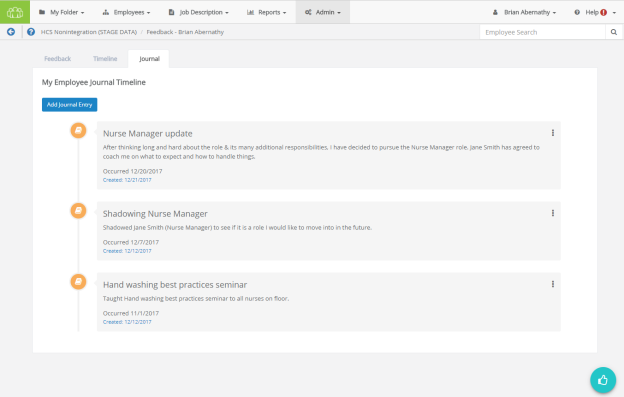 My Folder Employees Job Description Reports Admin Brian Abernathy Help
HCS Nonintegration (STAGE DATA) / Feedback - Brian Abernathy Employee Search
Feedback Timeline Journal
My Employee Journal Timeline
Add Journal Entry
Nurse Manager update
After thinking long and hard about the role & its many additional responsibilities, I have decided to pursue the Nurse Manager role. Jane Smith has agreed to
coach me on what to expect and how to handle things.
Occurred 12/20/2017
Created: 12/21/2017
Shadowing Nurse Manager
Shadowed Jane Smith (Nurse Manager) to see if it is a role I would like to move into in the future.
Occurred 12/7/2017
Created: 12/12/2017
Hand washing best practices seminar
Taught Hand washing best practices seminar to all nurses on floor.
Occurred 11/1/2017
Created: 12/12/2017